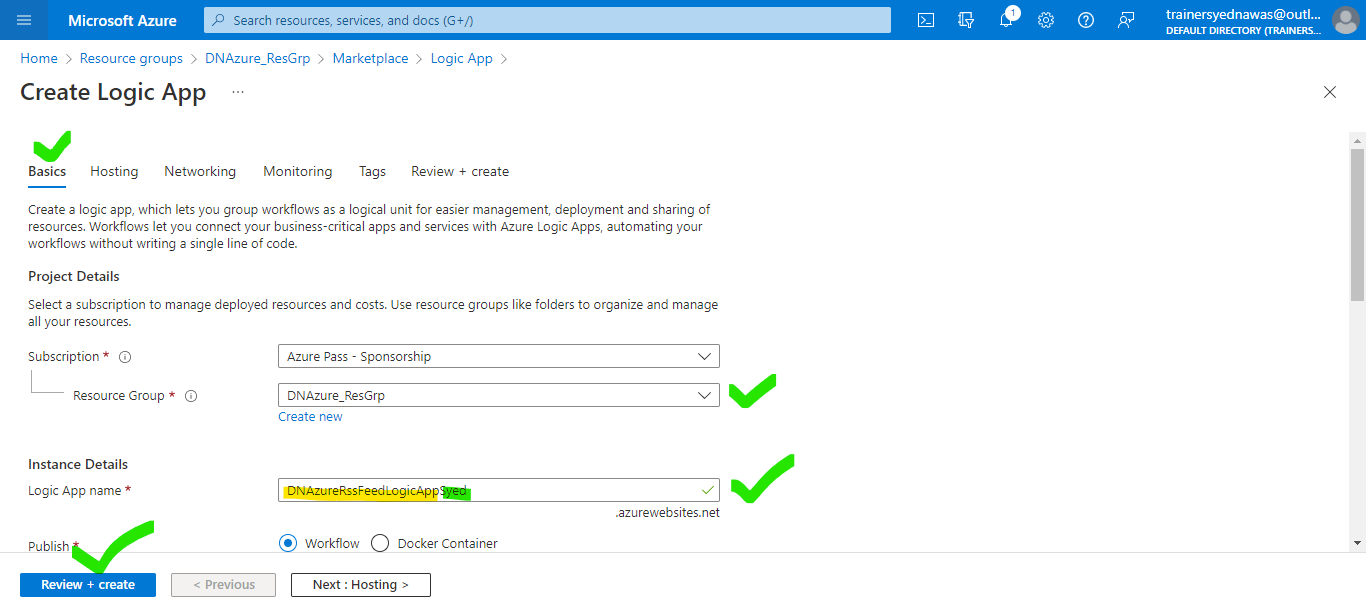 Microsoft Azure
Search resources, services, and docs (G+/)
1
trainersyednawas@outl...
DEFAULT DIRECTORY (TRAINERS...
Home > Resource groups > DNAzure_ResGrp > Marketplace > Logic App >
Create Logic App ...
Basics Hosting Networking Monitoring Tags Review + create
Create a logic app, which lets you group workflows as a logical unit for easier management, deployment and sharing of
resources. Workflows let you connect your business-critical apps and services with Azure Logic Apps, automating your
workflows without writing a single line of code.
Project Details
Select a subscription to manage deployed resources and costs. Use resource groups like folders to organize and manage
all your resources.
Subscription * Azure Pass - Sponsorship
Resource Group * DNAzure_ResGrp
Create new
Instance Details
Logic App name * DNAzureRssFeedLogicAppSyed
.azurewebsites.net
Publish * Workflow Docker Container
Review + create < Previous Next : Hosting >